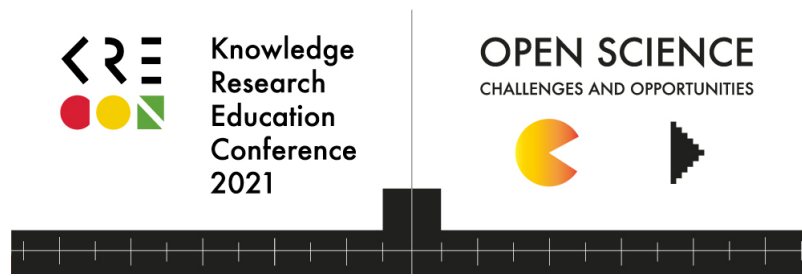 KRE
CON
Knowledge
Research
Education
Conference
2021
OPEN SCIENCE
CHALLENGES AND OPPORTUNITIES